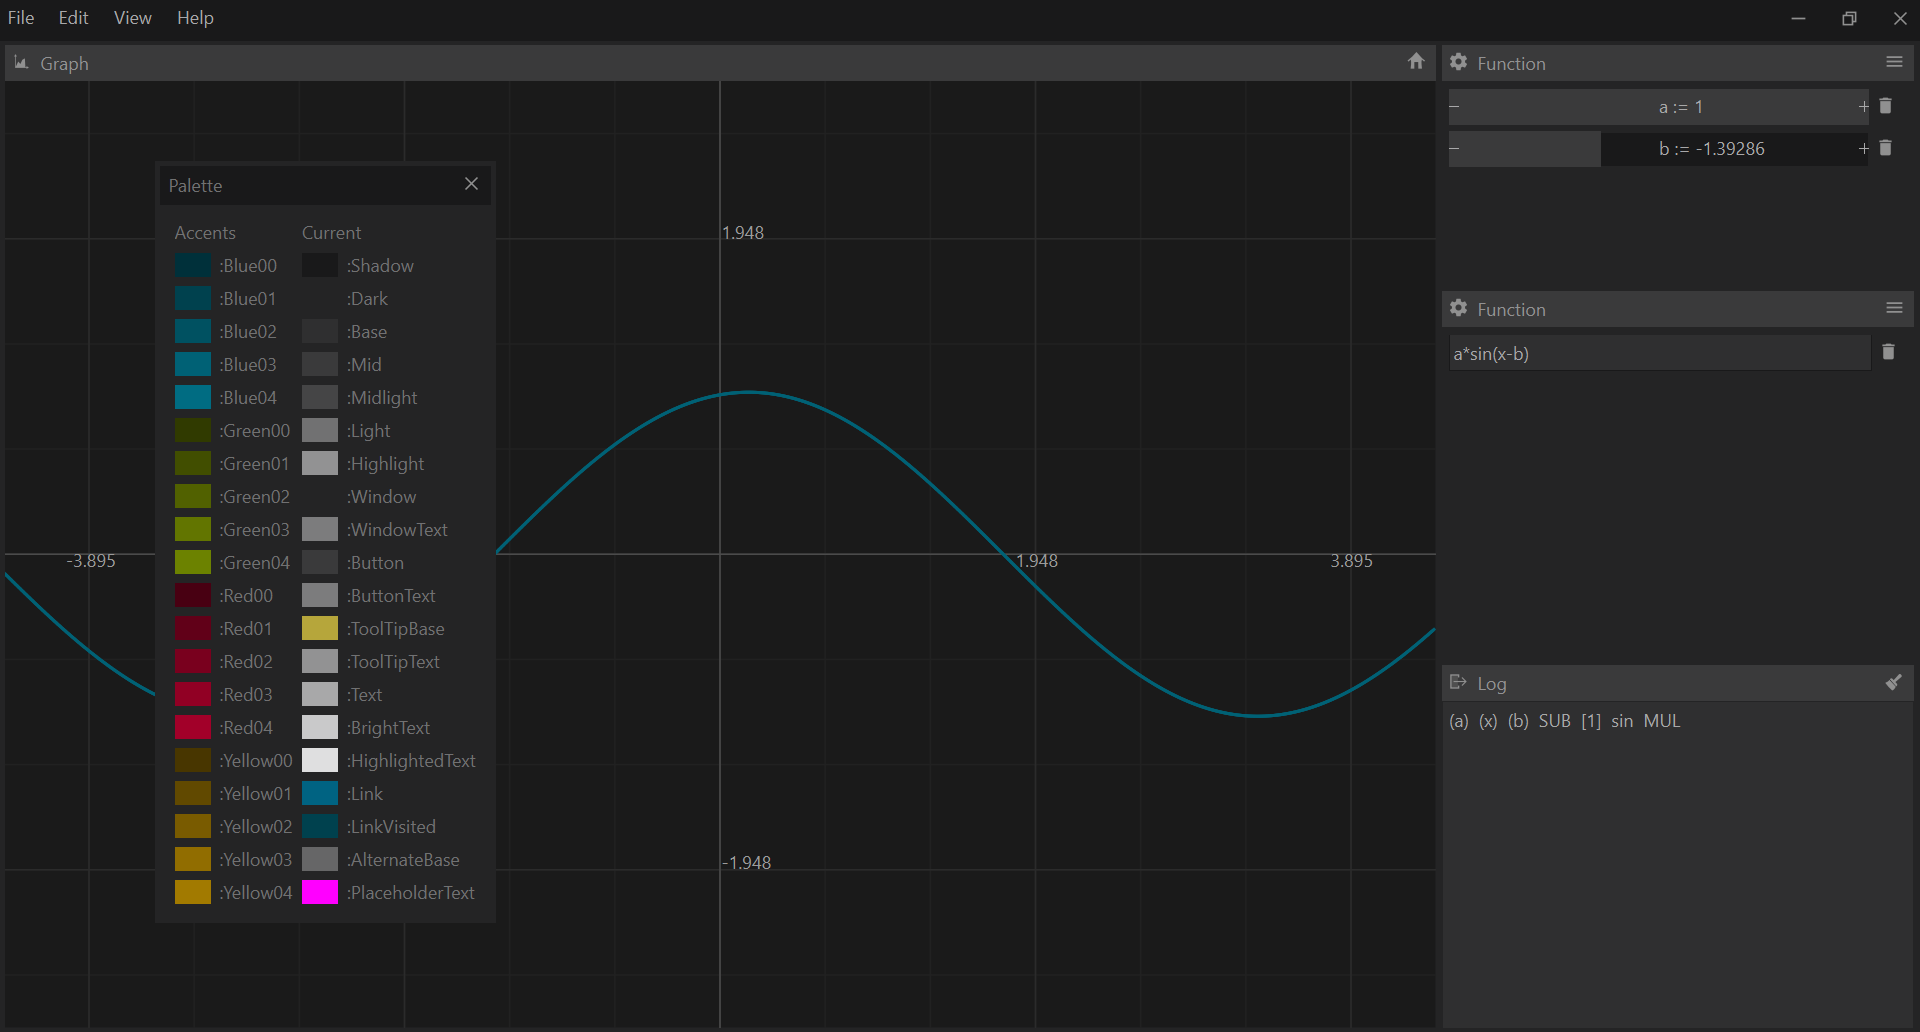 File Edit View Help
Graph
Function
− a := 1 +
− b := -1.39286 +
Palette
Accents Current
:Blue00 :Shadow
:Blue01 :Dark
:Blue02 :Base
:Blue03 :Mid
:Blue04 :Midlight
:Green00 :Light
:Green01 :Highlight
:Green02 :Window
:Green03 :WindowText
:Green04 :Button
:Red00 :ButtonText
:Red01 :ToolTipBase
:Red02 :ToolTipText
:Red03 :Text
:Red04 :BrightText
:Yellow00 :HighlightedText
:Yellow01 :Link
:Yellow02 :LinkVisited
:Yellow03 :AlternateBase
:Yellow04 :PlaceholderText
1.948
-3.895 1.948 3.895
-1.948
Function
a*sin(x-b)
Log
(a) (x) (b) SUB [1] sin MUL